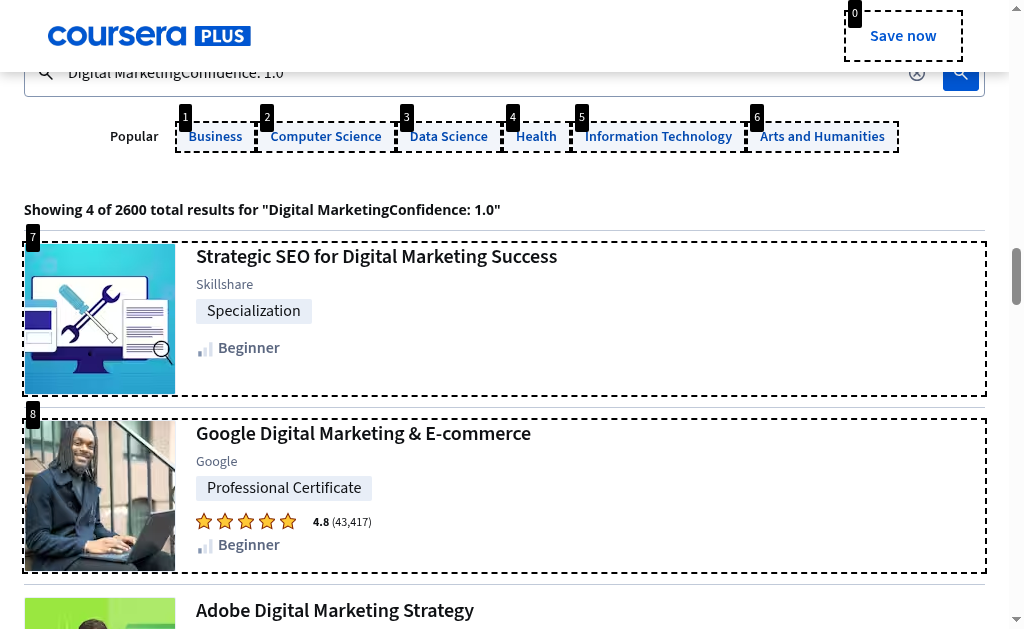 coursera PLUS
0
Save now
Digital MarketingConfidence: 1.0
Popular
1
Business
2
Computer Science
3
Data Science
4
Health
5
Information Technology
6
Arts and Humanities
Showing 4 of 2600 total results for "Digital MarketingConfidence: 1.0"
7
Strategic SEO for Digital Marketing Success
Skillshare
Specialization
Beginner
8
Google Digital Marketing & E-commerce
Google
Professional Certificate
4.8 (43,417)
Beginner
Adobe Digital Marketing Strategy